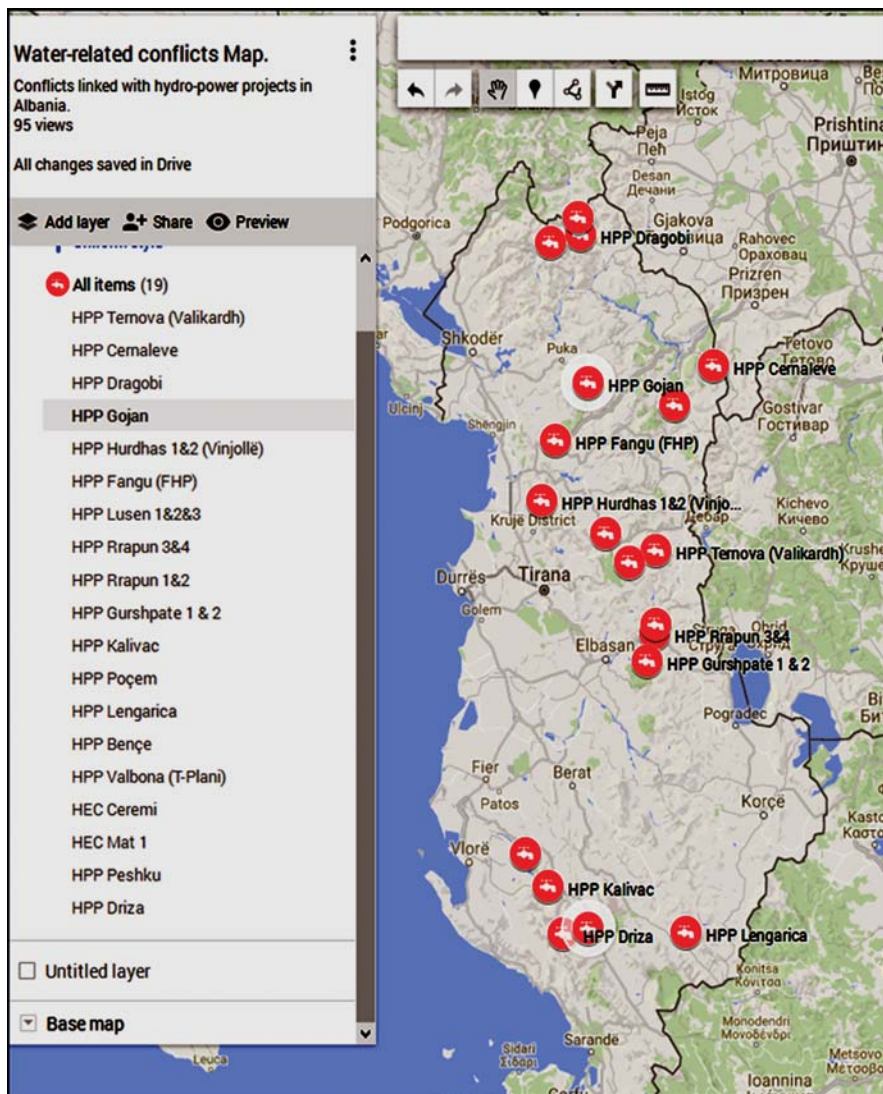 Water-related conflicts Map.
Conflicts linked with hydro-power projects in
Albania.
95 views
All changes saved in Drive
Add layer
Share
Preview
All items (19)
HPP Ternova (Valikardh)
HPP Cernaleve
HPP Dragobi
HPP Gojan
HPP Hurdhas 1&2 (Vinjollë)
HPP Fangu (FHP)
HPP Lusen 1&2&3
HPP Rrapun 3&4
HPP Rrapun 1&2
HPP Gurshpate 1 & 2
HPP Kalivac
HPP Poçem
HPP Lengarica
HPP Bençe
HPP Valbona (T-Plani)
HEC Ceremi
HEC Mat 1
HPP Peshku
HPP Driza
Untitled layer
Base map
Митровица
Istog
Исток
Prishtina
Приштин
Peja
Пећ
Desan
Дечани
Podgorica
HPP Dragobi
Gjakova
Rahovec
Ораховац
Prizren
Призрен
Shkodër
Puka
HPP Gojan
HPP Cernaleve
Tetovo
Тетово
Ulcinj
Shëngjin
Gostivar
Гостивар
HPP Fangu (FHP)
HPP Hurdhas 1&2 (Vinjo...
Krujë District
Дебар
Kichevo
Кичево
HPP Ternova (Valikardh)
Krushe
Круше
Durrës
Tirana
Golem
HPP Rrapun 3&4
Struga
Струга
Ohrid
Охрид
Elbasan
HPP Gurshpate 1 & 2
Pogradec
Бит
Fier
Patos
Berat
Korçë
Vlorë
HPP Kalivac
HPP Driza
HPP Lengarica
Konitsa
Κόνιτσα
Monodendri
Μονοδένδρι
Leuca
Sidari
Σιδάρι
Sarandë
Metsovo
Μέτσοβο
Ioannina
Corfu